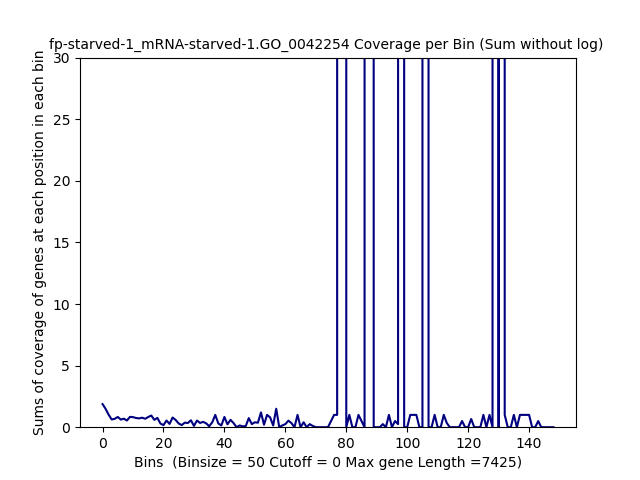 fp-starved-1_mRNA-starved-1.GO_0042254 Coverage per Bin (Sum without log)
Sums of coverage of genes at each position in each bin
30
25
20
15
10
5
0
0 20 40 60 80 100 120 140
Bins  (Binsize = 50 Cutoff = 0 Max gene Length =7425)